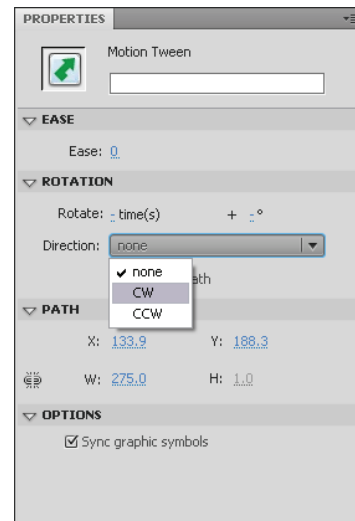 PROPERTIES
Motion Tween
EASE
Ease: 0
ROTATION
Rotate: - time(s) + -°
Direction: none
none
ath
CW
CCW
PATH
X: 133.9 Y: 188.3
W: 275.0 H: 1.0
OPTIONS
Sync graphic symbols